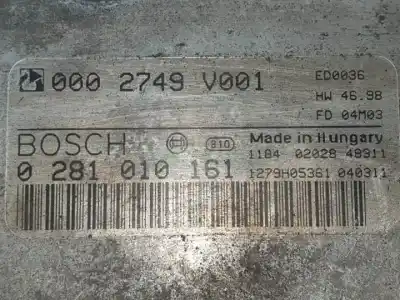 000 2749 V001
ED0036
HW 46.98
FD 04M03
BOSCH
Made in Hungary
1184 02028 49311
0 281 010 161
1279H05361 040311